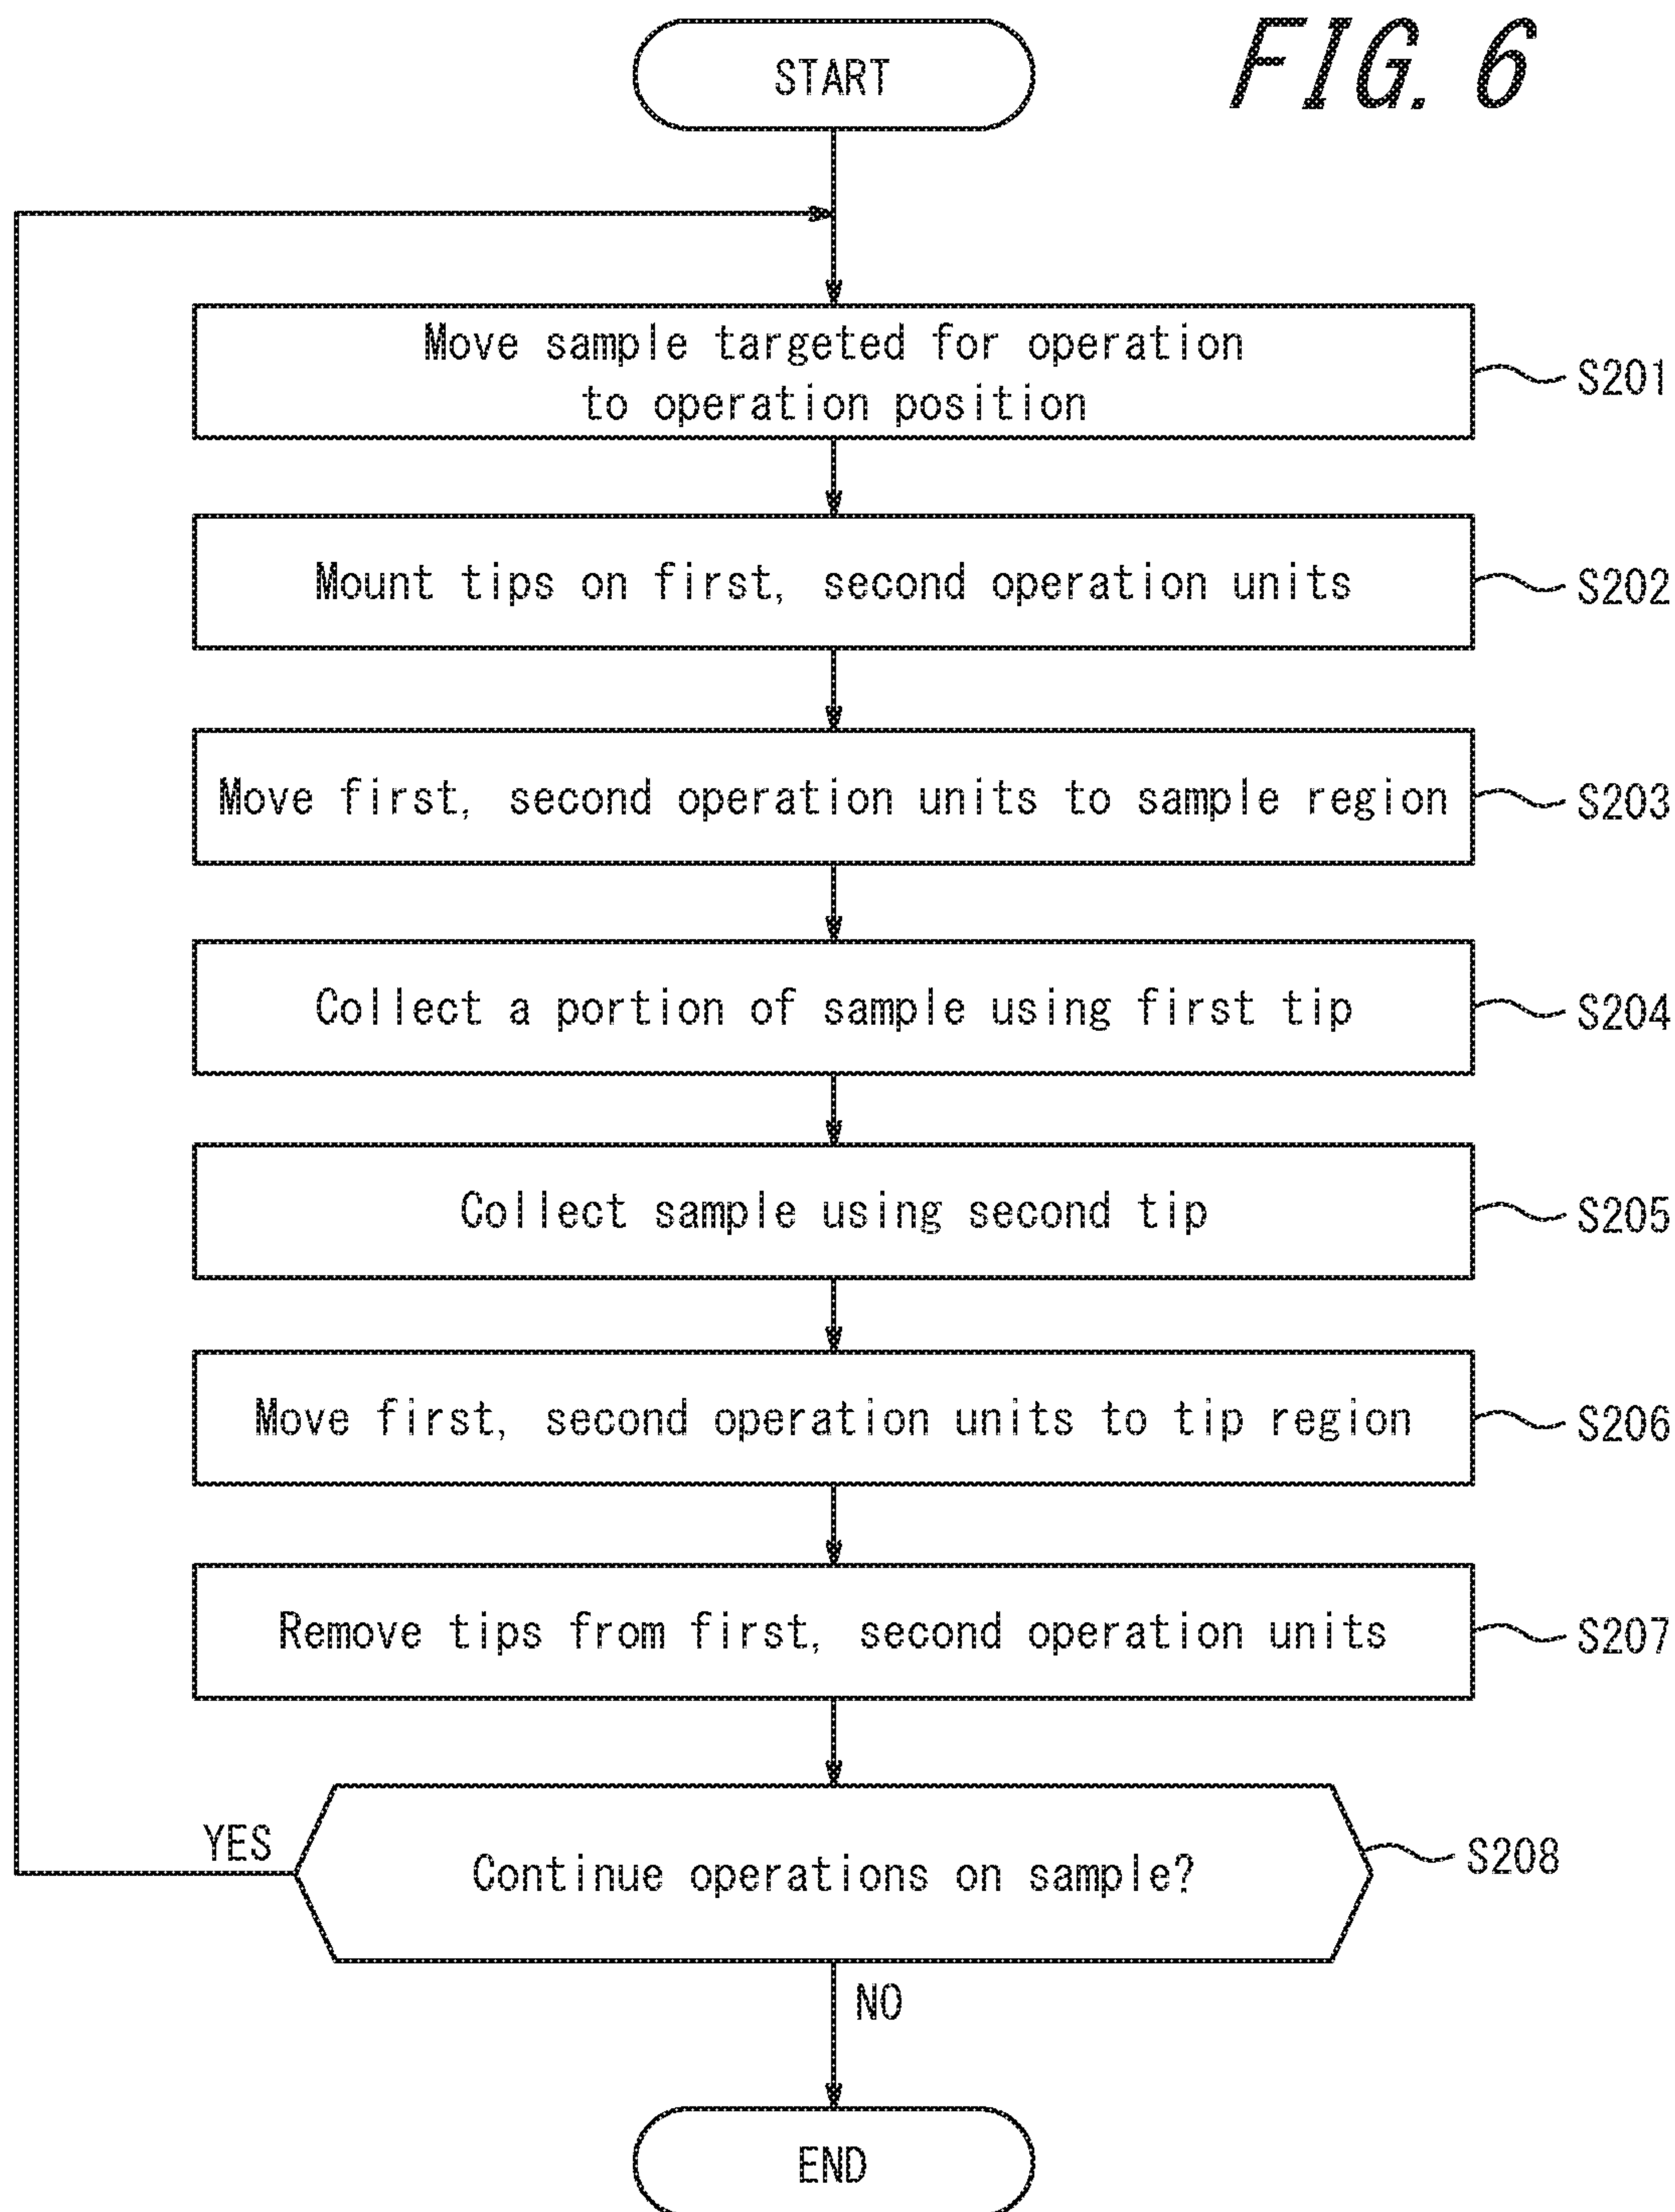 FIG. 6
START
Move sample targeted for operation
to operation position
S201
Mount tips on first, second operation units
S202
Move first, second operation units to sample region
S203
Collect a portion of sample using first tip
S204
Collect sample using second tip
S205
Move first, second operation units to tip region
S206
Remove tips from first, second operation units
S207
YES
Continue operations on sample?
S208
NO
END